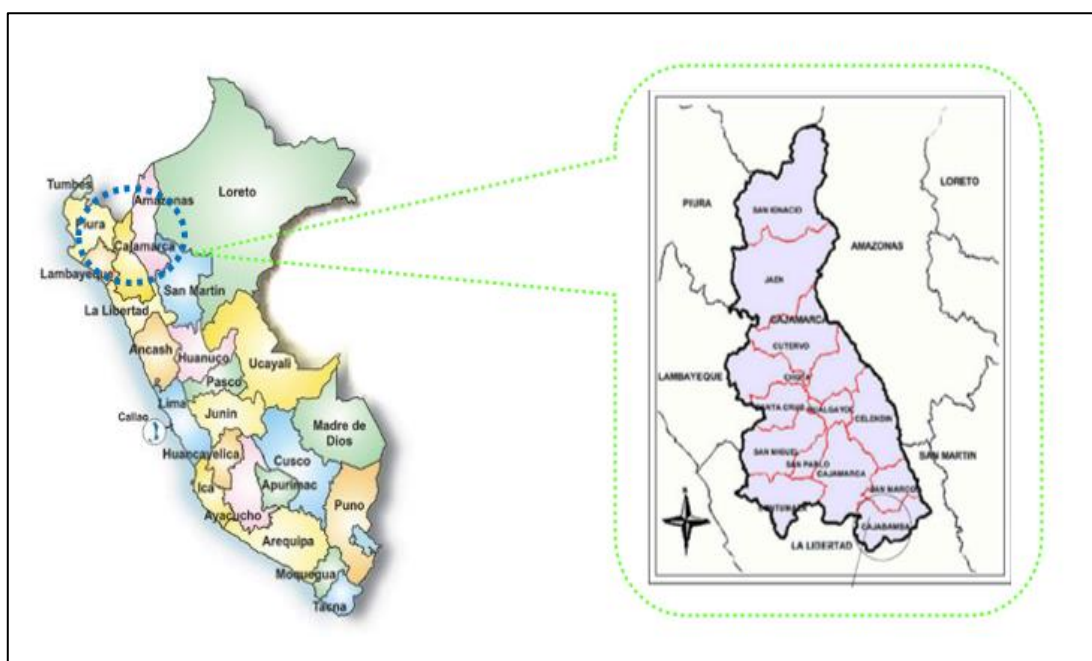 Tumbes
Amazonas
Loreto
Piura
Cajamarca
Lambayeque
San Martín
La Libertad
Ancash
Huanuco
Ucayali
Pasco
Lima
Callao
Junin
Madre de
Dios
Huancavelica
Cusco
Ica
Apurimac
Puno
Ayacucho
Arequipa
Moquegua
Tacna
LORETO
PIURA
SAN IGNACIO
AMAZONAS
JAEN
CAJAMARCA
CUTERVO
LAMBAYEQUE
CHOTA
SANTA CRUZ
HUALGAYOC
CELENDIN
SAN MIGUEL
SAN PABLO
CAJAMARCA
SAN MARTIN
SAN MARCOS
CAJABAMBA
LA LIBERTAD